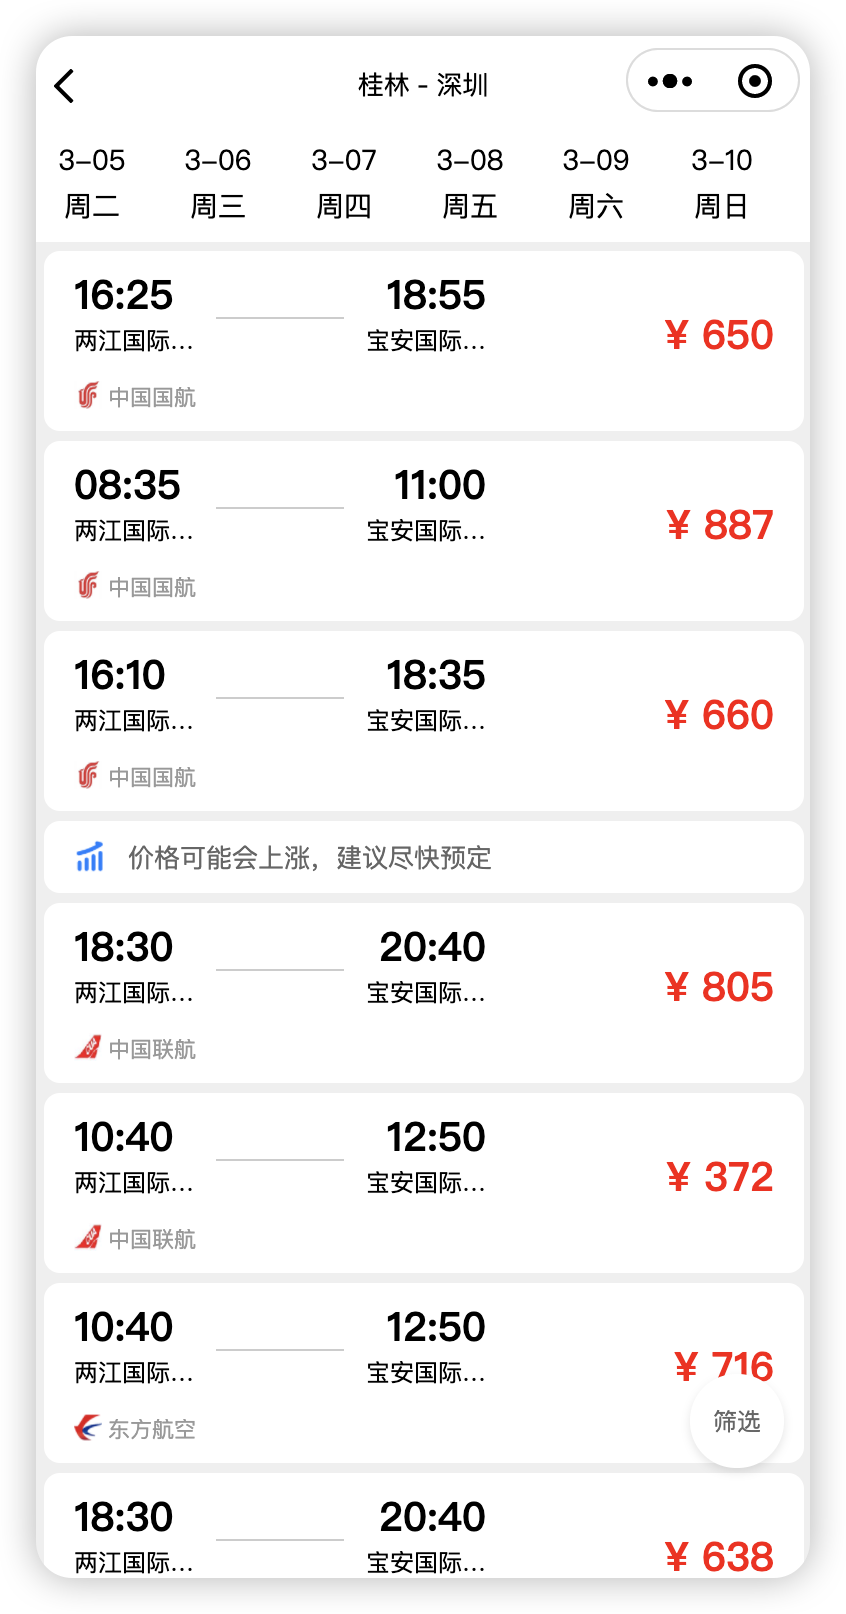 桂林 - 深圳
3-05 3-06 3-07 3-08 3-09 3-10
周二 周三 周四 周五 周六 周日
16:25 18:55
¥ 650
两江国际... 宝安国际...
中国国航
08:35 11:00
¥ 887
两江国际... 宝安国际...
中国国航
16:10 18:35
¥ 660
两江国际... 宝安国际...
中国国航
价格可能会上涨，建议尽快预定
18:30 20:40
¥ 805
两江国际... 宝安国际...
中国联航
10:40 12:50
¥ 372
两江国际... 宝安国际...
中国联航
10:40 12:50
¥ 716
两江国际... 宝安国际...
东方航空
筛选
18:30 20:40
¥ 638
两江国际... 宝安国际...